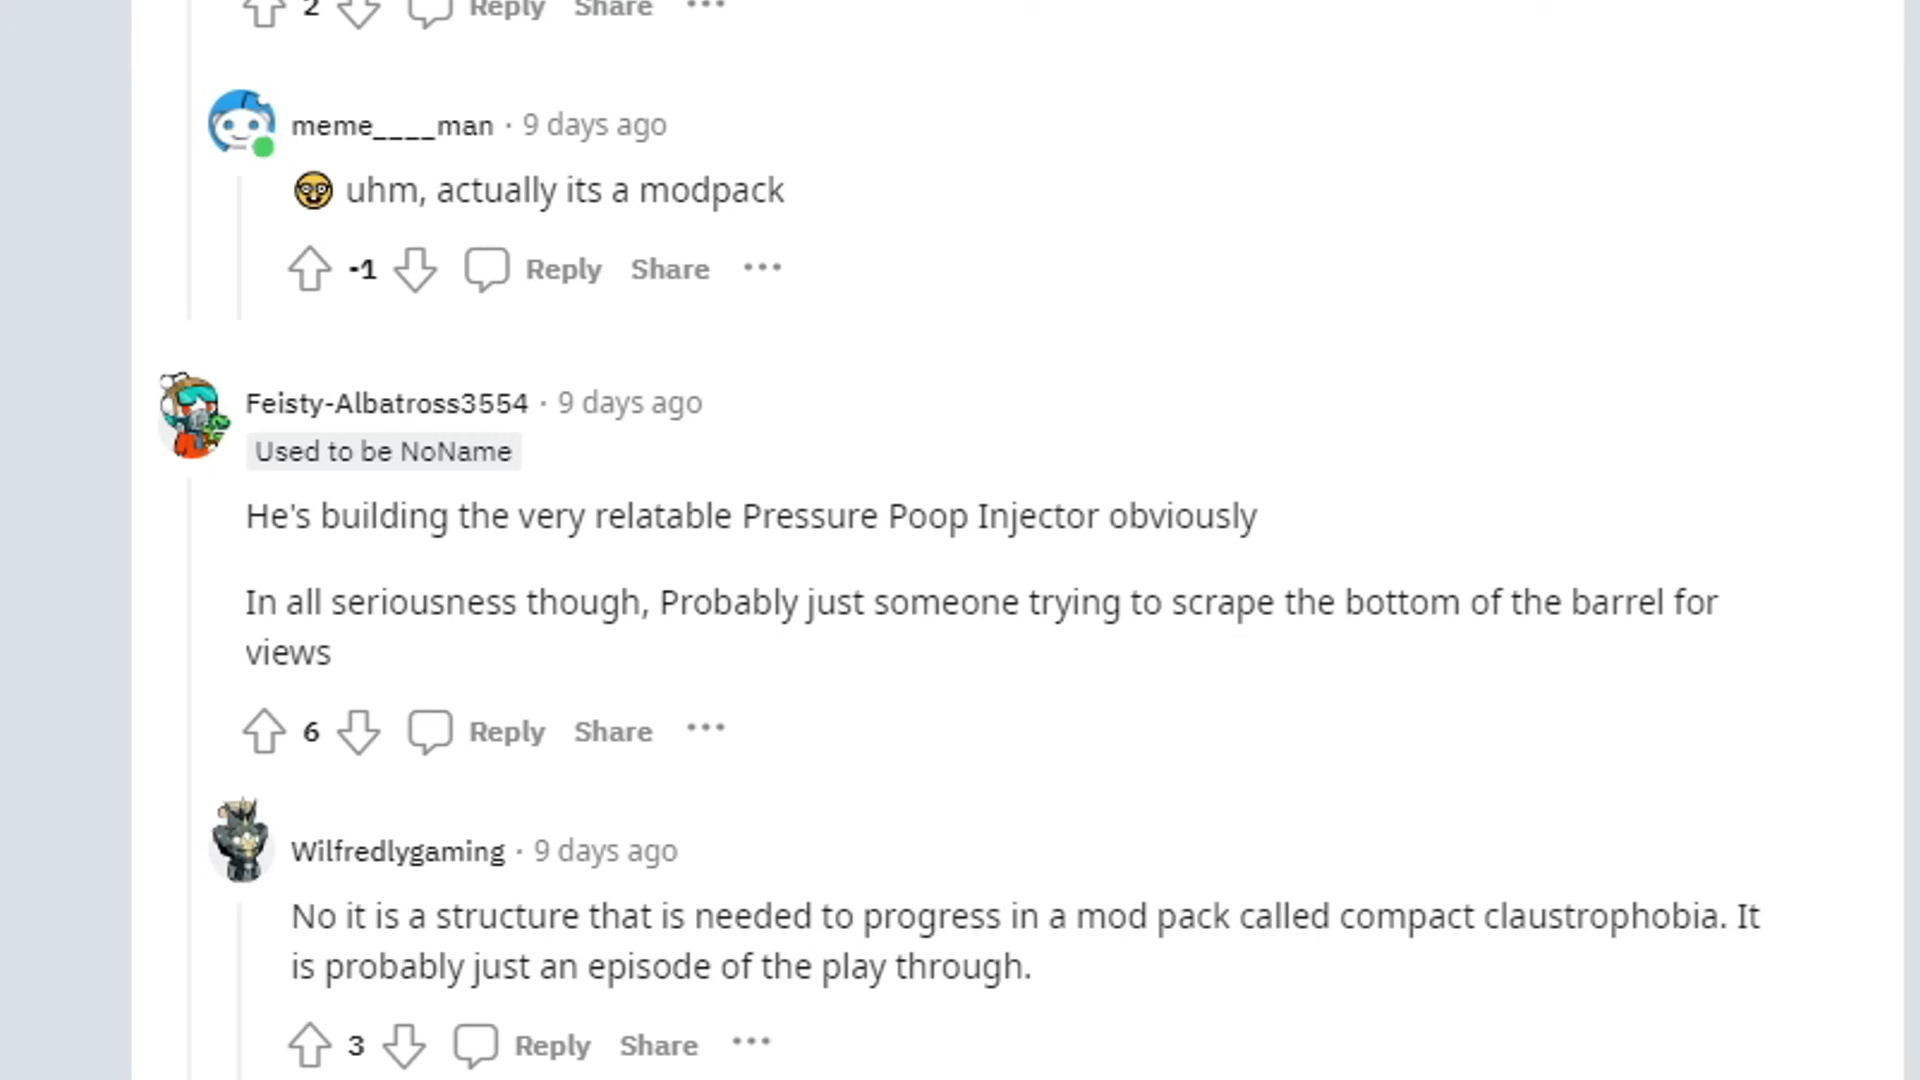 2 Reply Share ...
meme____man · 9 days ago
🤓 uhm, actually its a modpack
-1 Reply Share ...
Feisty-Albatross3554 · 9 days ago
Used to be NoName
He's building the very relatable Pressure Poop Injector obviously
In all seriousness though, Probably just someone trying to scrape the bottom of the barrel for
views
6 Reply Share ...
Wilfredlygaming · 9 days ago
No it is a structure that is needed to progress in a mod pack called compact claustrophobia. It
is probably just an episode of the play through.
3 Reply Share ...